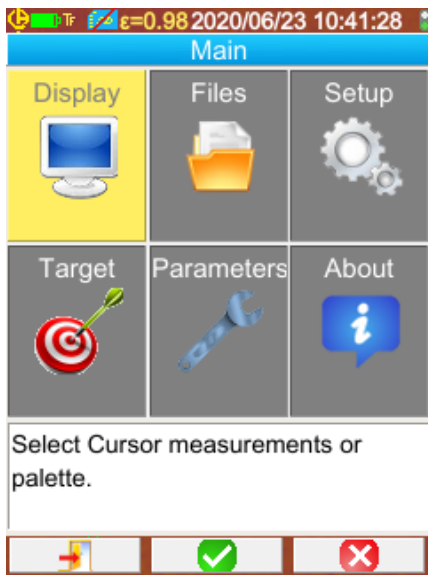 TF ε=0.98 2020/06/23 10:41:28
Main
Display Files Setup
Target Parameters About
Select Cursor measurements or
palette.